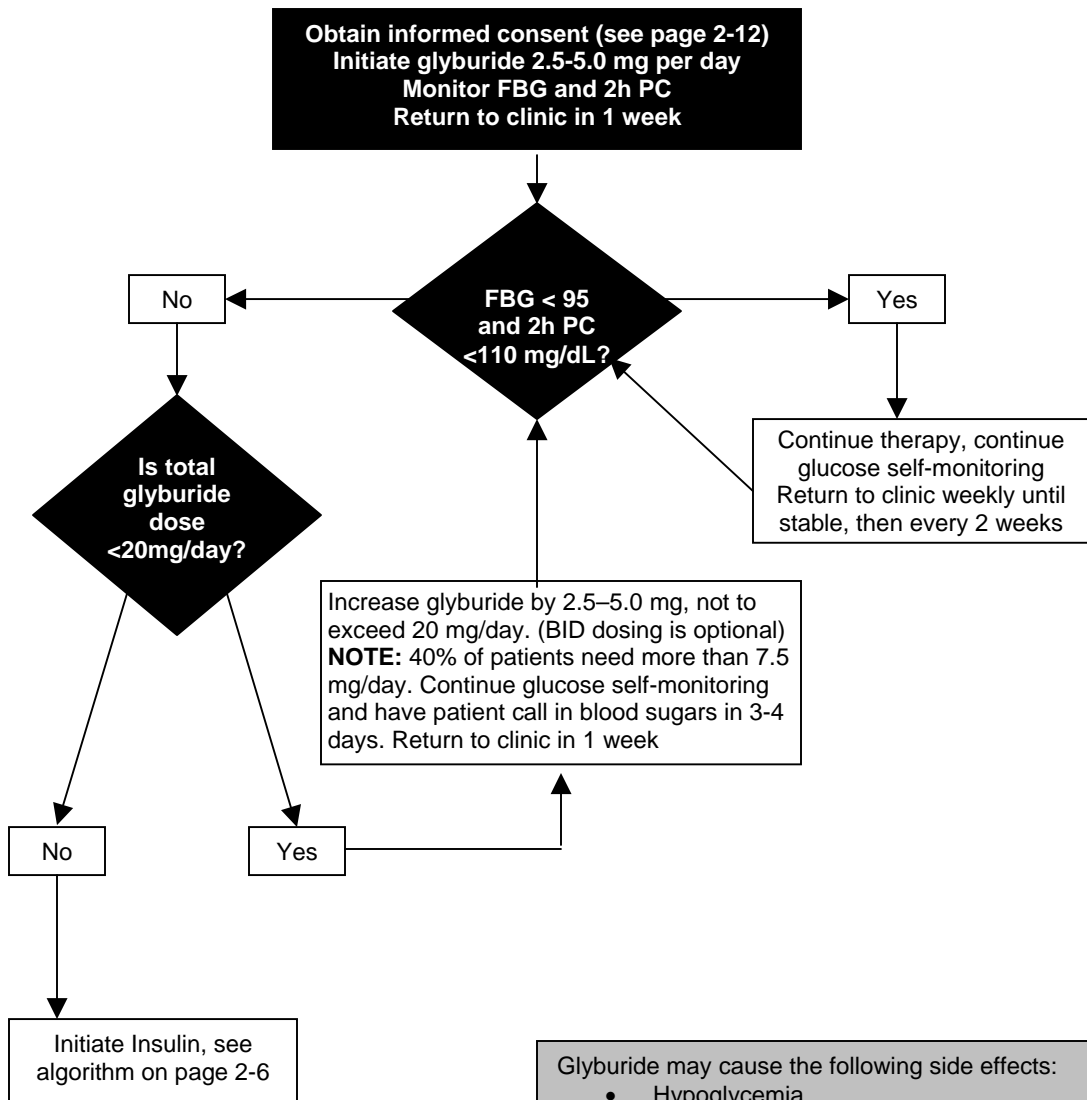 Obtain informed consent (see page 2-12)
Initiate glyburide 2.5-5.0 mg per day
Monitor FBG and 2h PC
Return to clinic in 1 week
No
FBG < 95
and 2h PC
<110 mg/dL?
Yes
Is total
glyburide
dose
<20mg/day?
Continue therapy, continue
glucose self-monitoring
Return to clinic weekly until
stable, then every 2 weeks
Increase glyburide by 2.5–5.0 mg, not to
exceed 20 mg/day. (BID dosing is optional)
NOTE: 40% of patients need more than 7.5
mg/day. Continue glucose self-monitoring
and have patient call in blood sugars in 3-4
days. Return to clinic in 1 week
No
Yes
Initiate Insulin, see
algorithm on page 2-6
Glyburide may cause the following side effects:
• Hypoglycemia